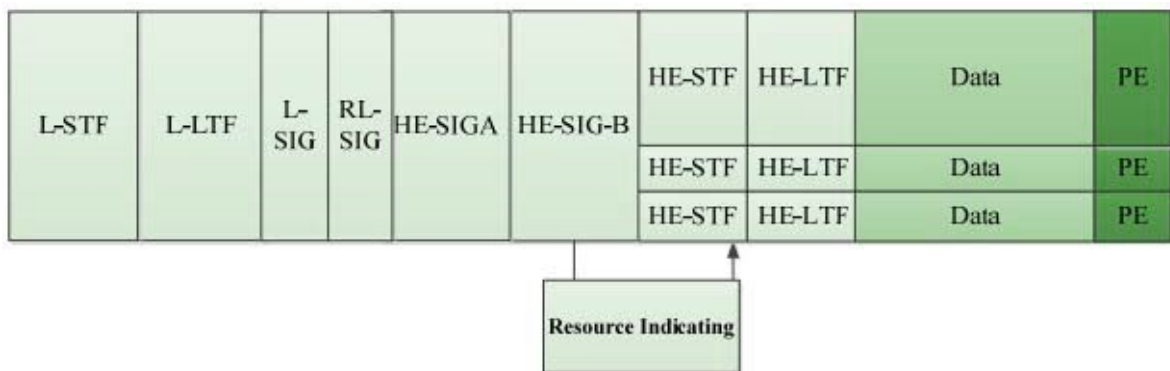 L-STF
L-LTF
L-
SIG
RL-
SIG
HE-SIGA
HE-SIG-B
HE-STF
HE-LTF
Data
PE
HE-STF
HE-LTF
Data
PE
HE-STF
HE-LTF
Data
PE
Resource Indicating